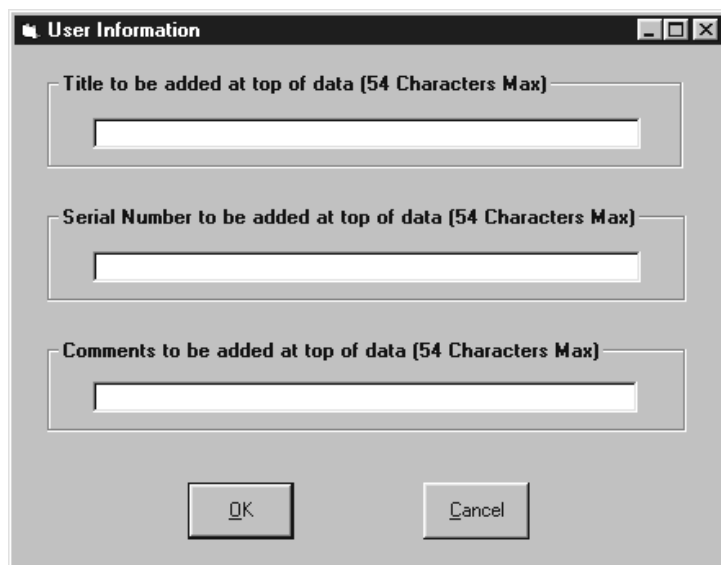 User Information
Title to be added at top of data (54 Characters Max)
Serial Number to be added at top of data (54 Characters Max)
Comments to be added at top of data (54 Characters Max)
OK
Cancel